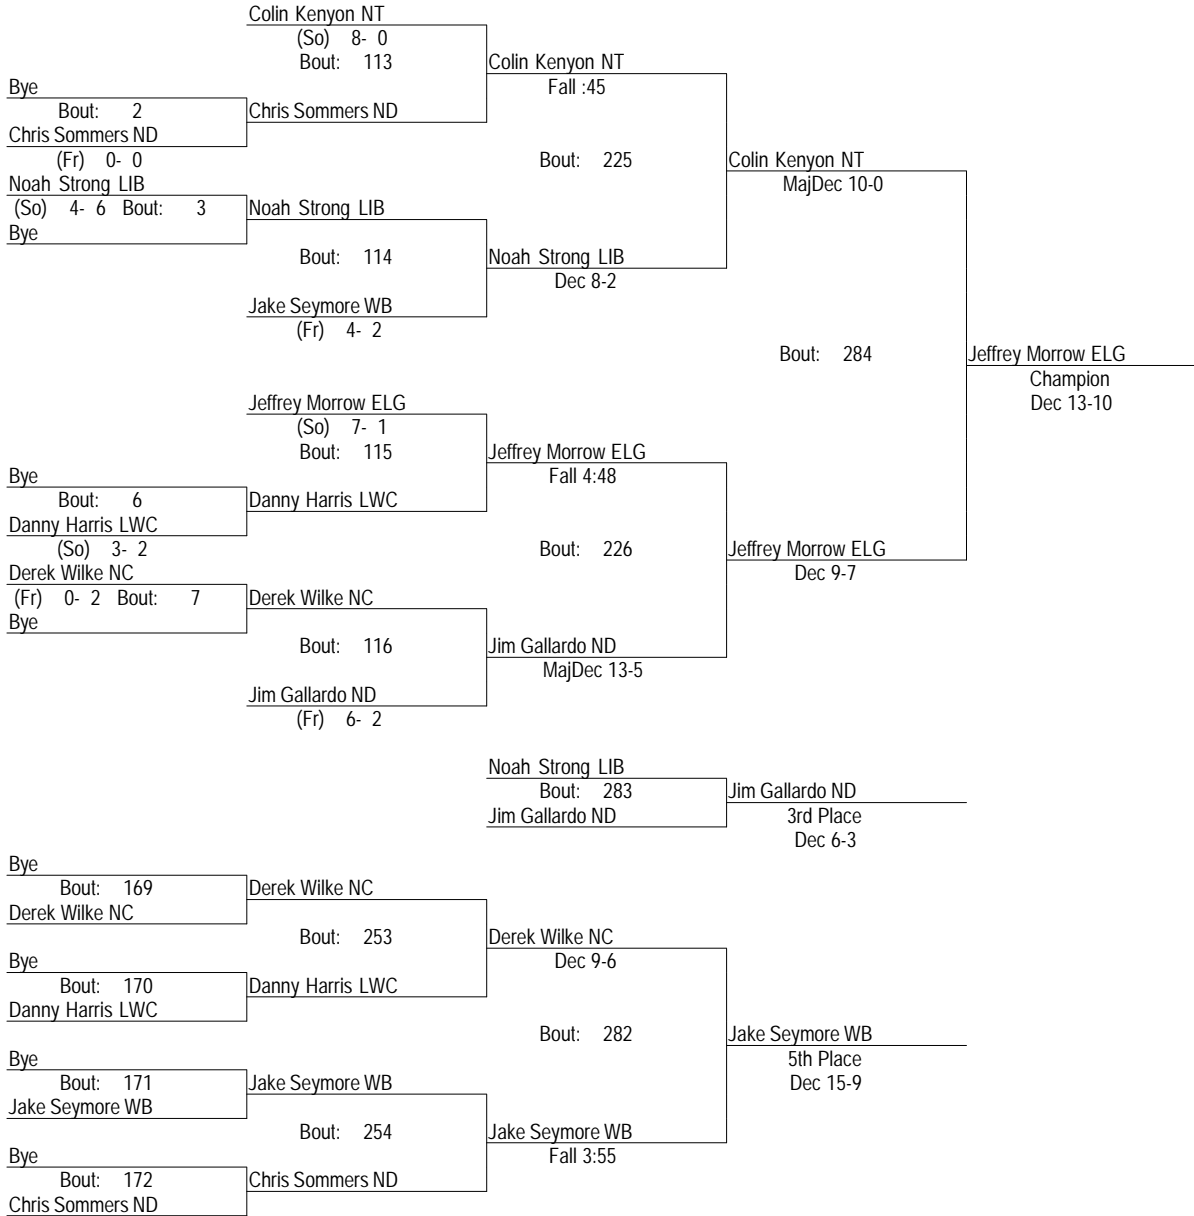 Colin Kenyon NT
(So) 8- 0
Bout: 113
Colin Kenyon NT
Fall :45
Bye
Bout: 2
Chris Sommers ND
Chris Sommers ND
(Fr) 0- 0
Bout: 225
Colin Kenyon NT
MajDec 10-0
Noah Strong LIB
(So) 4- 6 Bout: 3
Noah Strong LIB
Bye
Bout: 114
Noah Strong LIB
Dec 8-2
Jake Seymore WB
(Fr) 4- 2
Bout: 284
Jeffrey Morrow ELG
Champion
Dec 13-10
Jeffrey Morrow ELG
(So) 7- 1
Bout: 115
Jeffrey Morrow ELG
Fall 4:48
Bye
Bout: 6
Danny Harris LWC
Danny Harris LWC
(So) 3- 2
Bout: 226
Jeffrey Morrow ELG
Dec 9-7
Derek Wilke NC
(Fr) 0- 2 Bout: 7
Derek Wilke NC
Bye
Bout: 116
Jim Gallardo ND
MajDec 13-5
Jim Gallardo ND
(Fr) 6- 2
Noah Strong LIB
Bout: 283
Jim Gallardo ND
Jim Gallardo ND
3rd Place
Dec 6-3
Bye
Bout: 169
Derek Wilke NC
Derek Wilke NC
Bout: 253
Derek Wilke NC
Dec 9-6
Bye
Bout: 170
Danny Harris LWC
Danny Harris LWC
Bout: 282
Jake Seymore WB
5th Place
Dec 15-9
Bye
Bout: 171
Jake Seymore WB
Jake Seymore WB
Bout: 254
Jake Seymore WB
Fall 3:55
Bye
Bout: 172
Chris Sommers ND
Chris Sommers ND